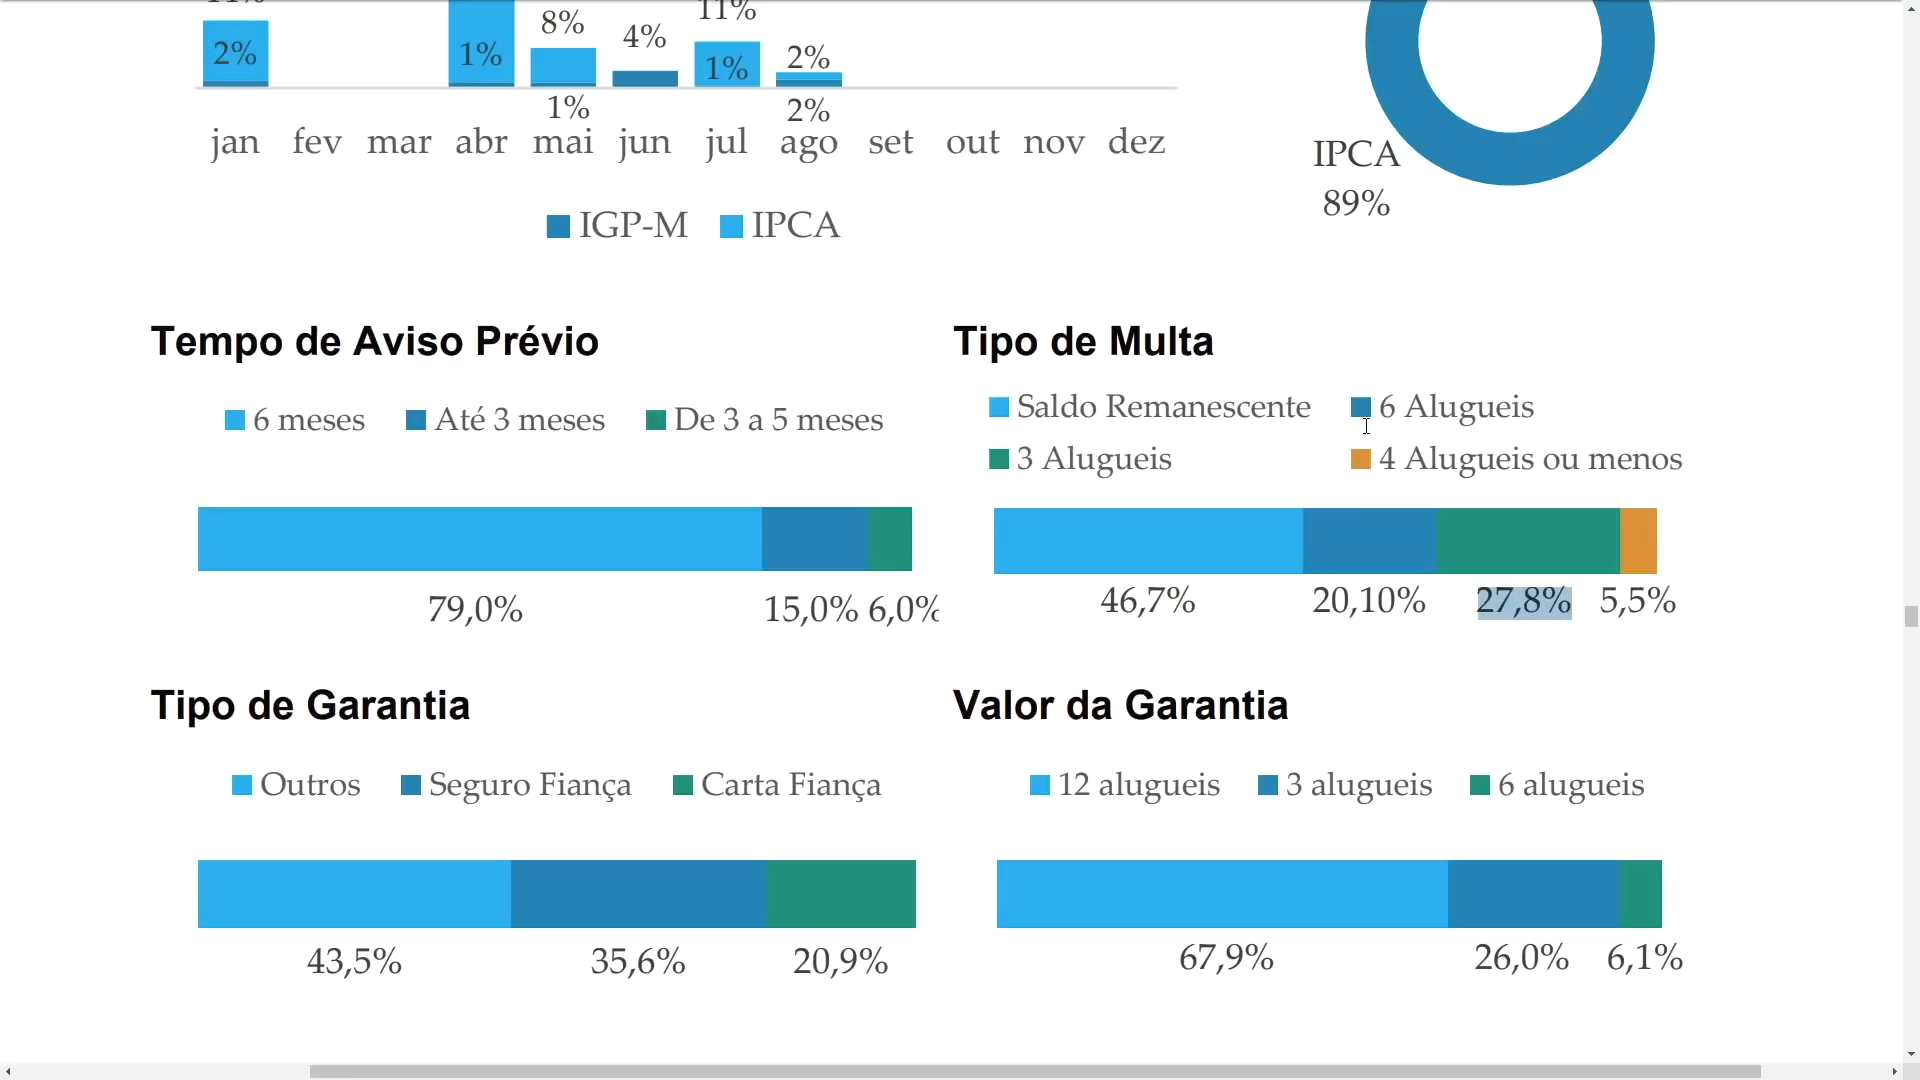 8%
11%
4%
2%
1%
1%
2%
1%
2%
jan fev mar abr mai jun jul ago set out nov dez
IGP-M IPCA
IPCA
89%
Tempo de Aviso Prévio
6 meses Até 3 meses De 3 a 5 meses
79,0% 15,0% 6,0%
Tipo de Multa
Saldo Remanescente 6 Alugueis
3 Alugueis 4 Alugueis ou menos
46,7% 20,10% 27,8% 5,5%
Tipo de Garantia
Outros Seguro Fiança Carta Fiança
43,5% 35,6% 20,9%
Valor da Garantia
12 alugueis 3 alugueis 6 alugueis
67,9% 26,0% 6,1%